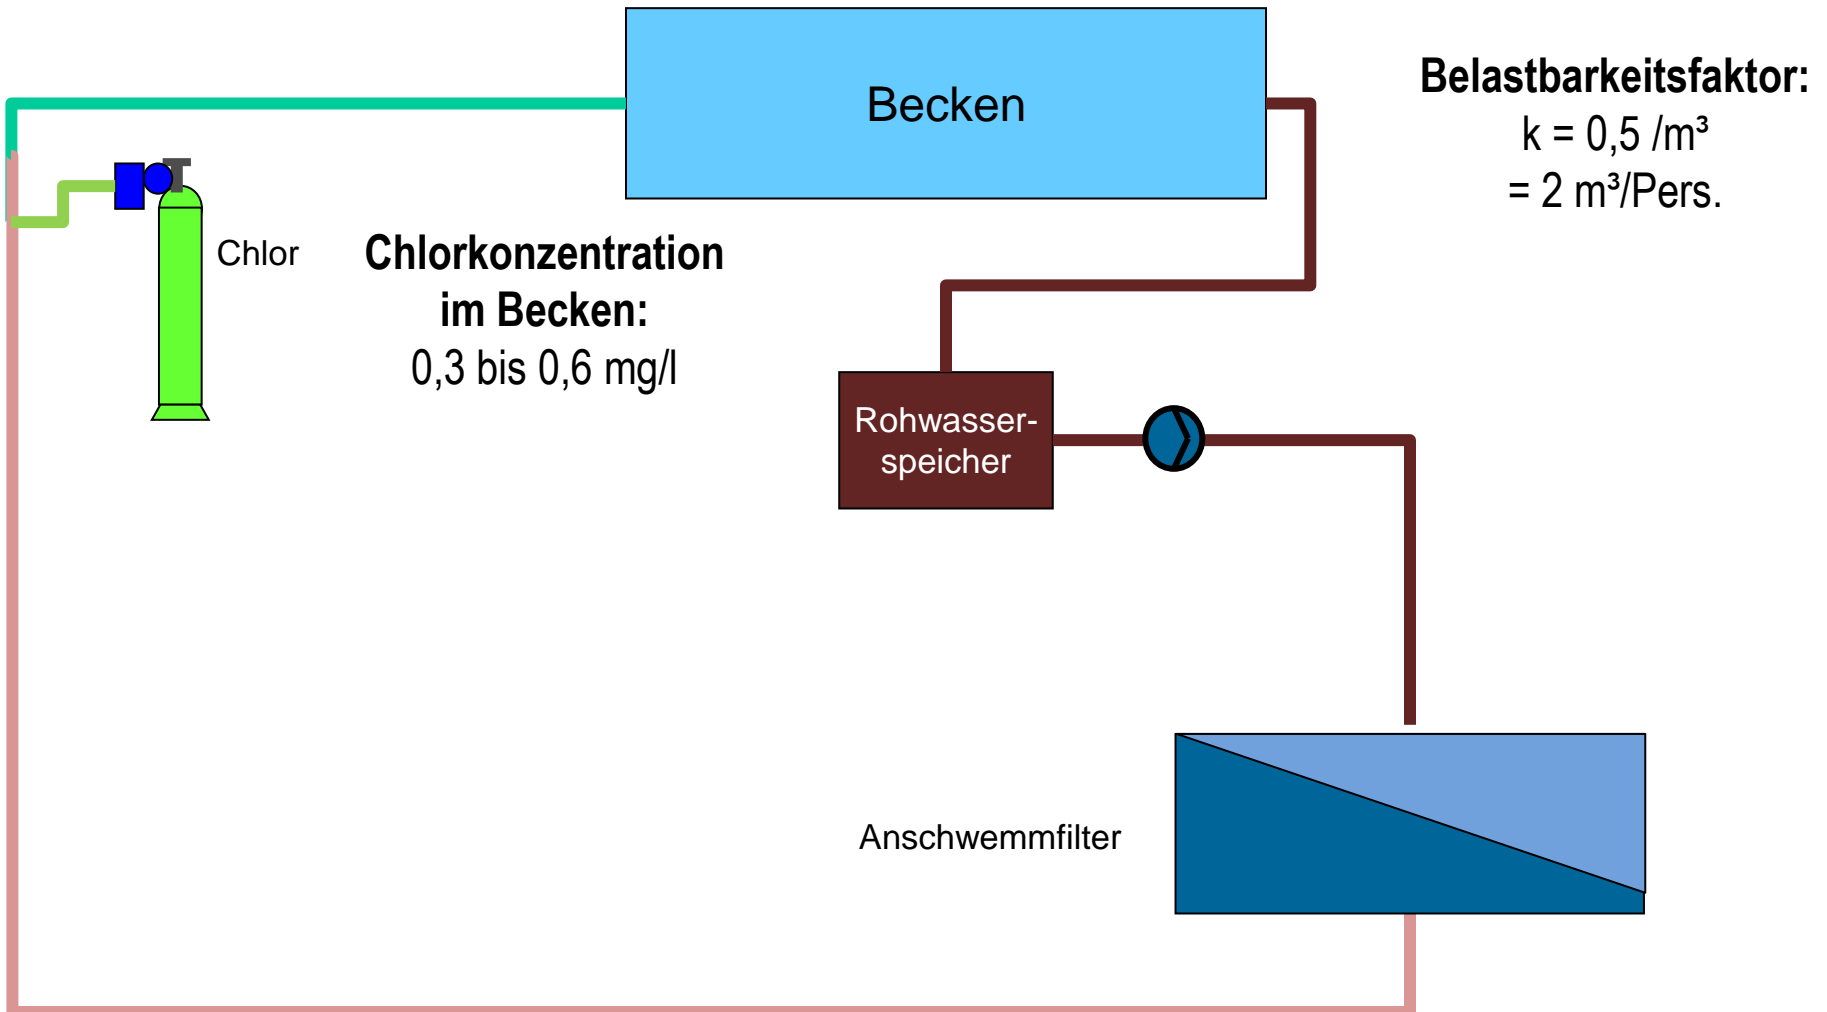 Becken
Belastbarkeitsfaktor:
k = 0,5 /m³
= 2 m³/Pers.
Chlor
Chlorkonzentration
im Becken:
0,3 bis 0,6 mg/l
Rohwasser-
speicher
Anschwemmfilter